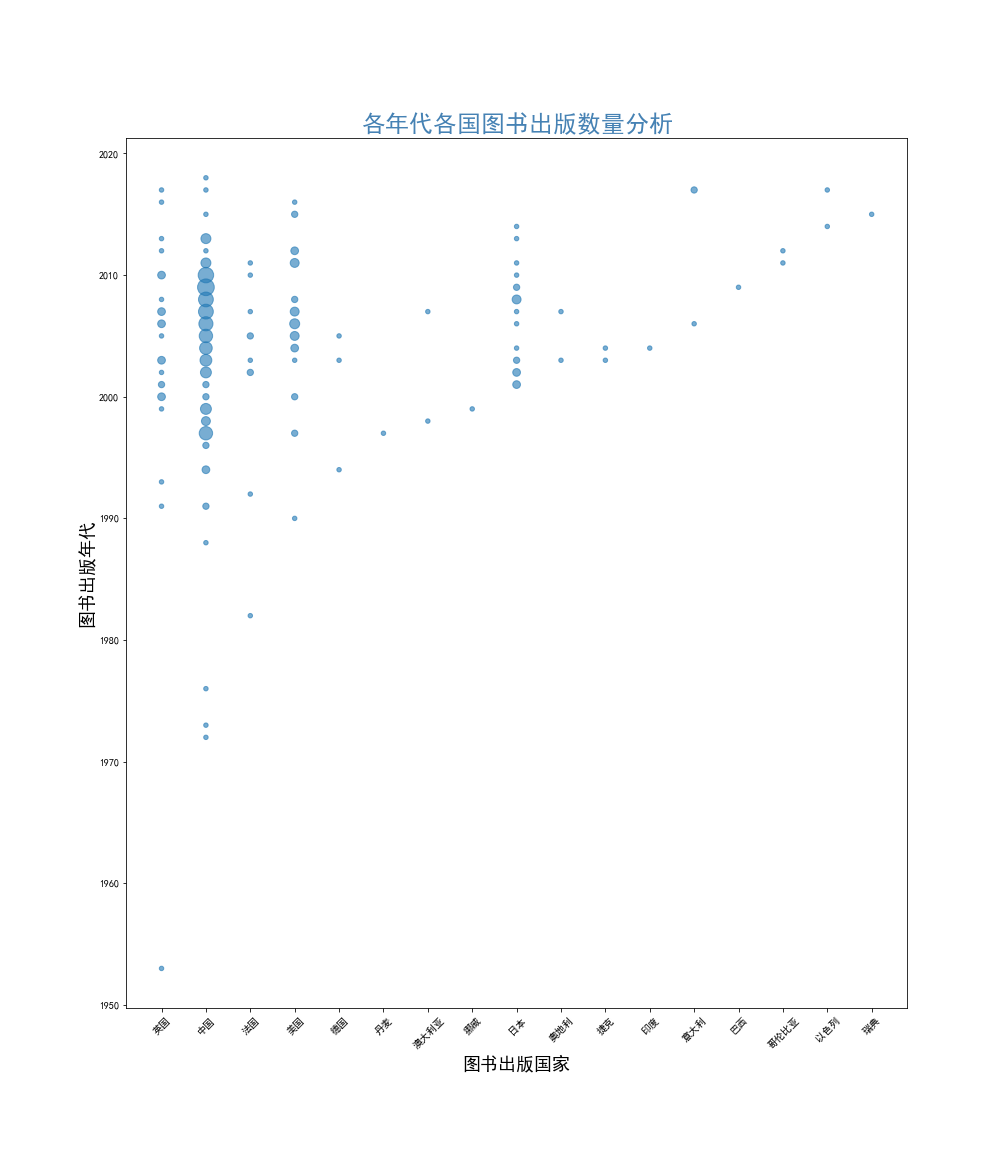 各年代各国图书出版数量分析
2020
2010
2000
1990
1980
1970
1960
1950
图书出版年代
英国
中国
法国
美国
德国
丹麦
澳大利亚
挪威
日本
奥地利
捷克
印度
意大利
巴西
哥伦比亚
以色列
瑞典
图书出版国家